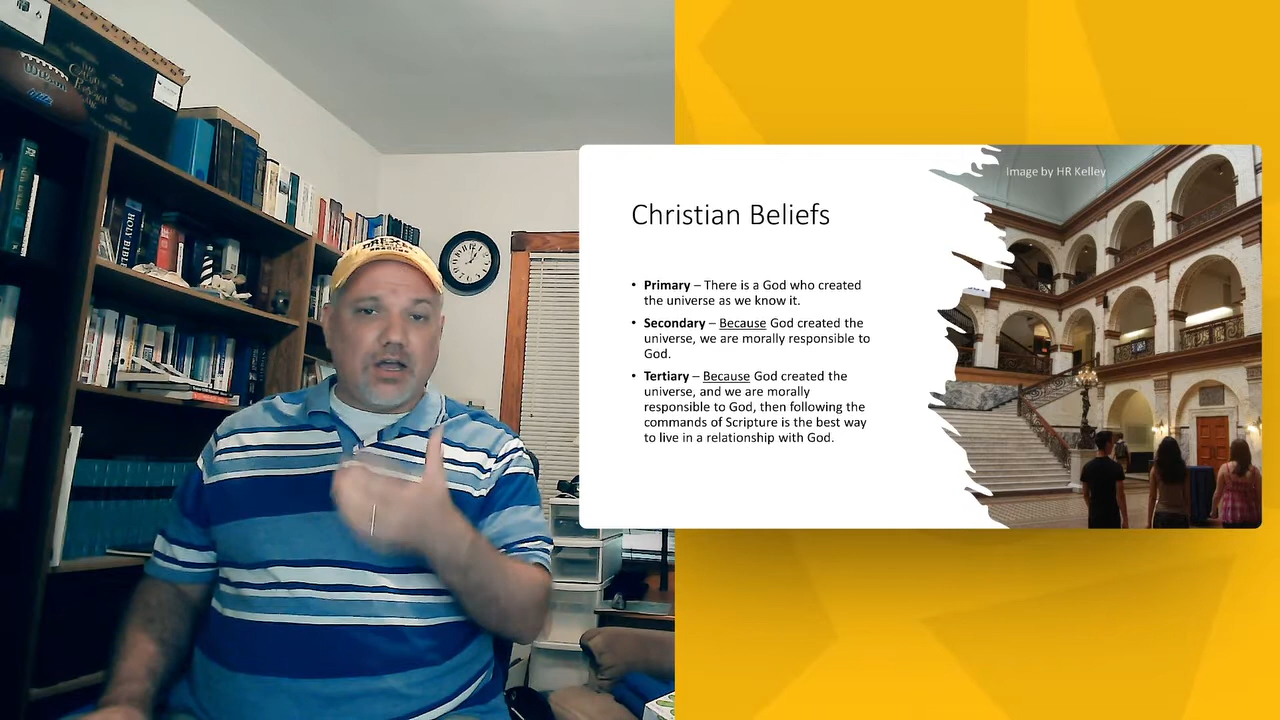 Wilson
HOLY BIBLE
Image by HR Kelley
Christian Beliefs
• Primary – There is a God who created
the universe as we know it.
• Secondary – Because God created the
universe, we are morally responsible to
God.
• Tertiary – Because God created the
universe, and we are morally
responsible to God, then following the
commands of Scripture is the best way
to live in a relationship with God.